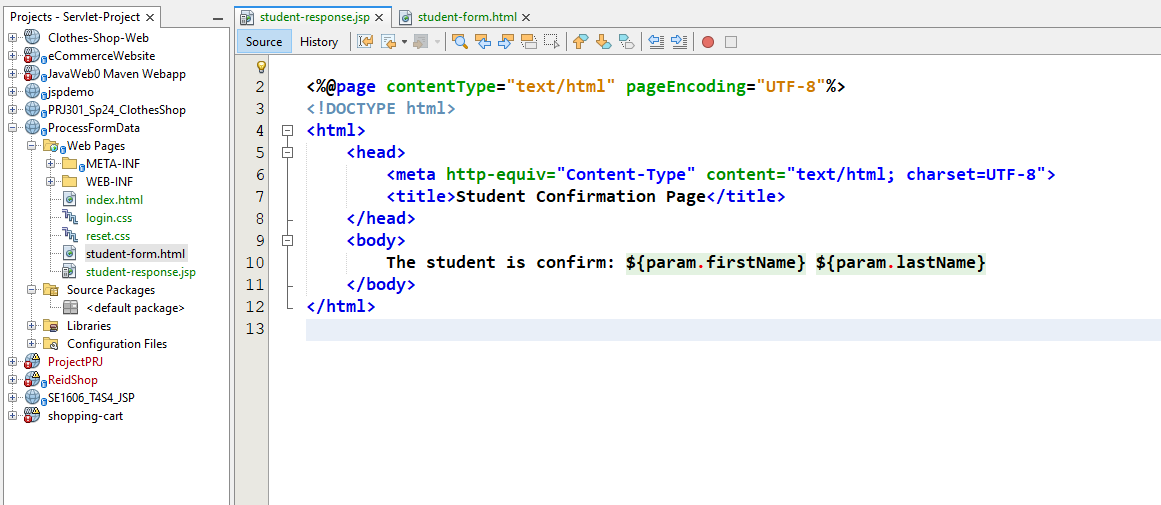 Projects - Servlet-Project
Clothes-Shop-Web
eCommerceWebsite
JavaWeb0 Maven Webapp
jspdemo
PRJ301_Sp24_ClothesShop
ProcessFormData
Web Pages
META-INF
WEB-INF
index.html
login.css
reset.css
student-form.html
student-response.jsp
Source Packages
<default package>
Libraries
Configuration Files
ProjectPRJ
ReidShop
SE1606_T4S4_JSP
shopping-cart
student-response.jsp student-form.html
Source History
2 <%@page contentType="text/html" pageEncoding="UTF-8"%>
3 <!DOCTYPE html>
4 <html>
5 <head>
6 <meta http-equiv="Content-Type" content="text/html; charset=UTF-8">
7 <title>Student Confirmation Page</title>
8 </head>
9 <body>
10 The student is confirm: ${param.firstName} ${param.lastName}
11 </body>
12 </html>
13